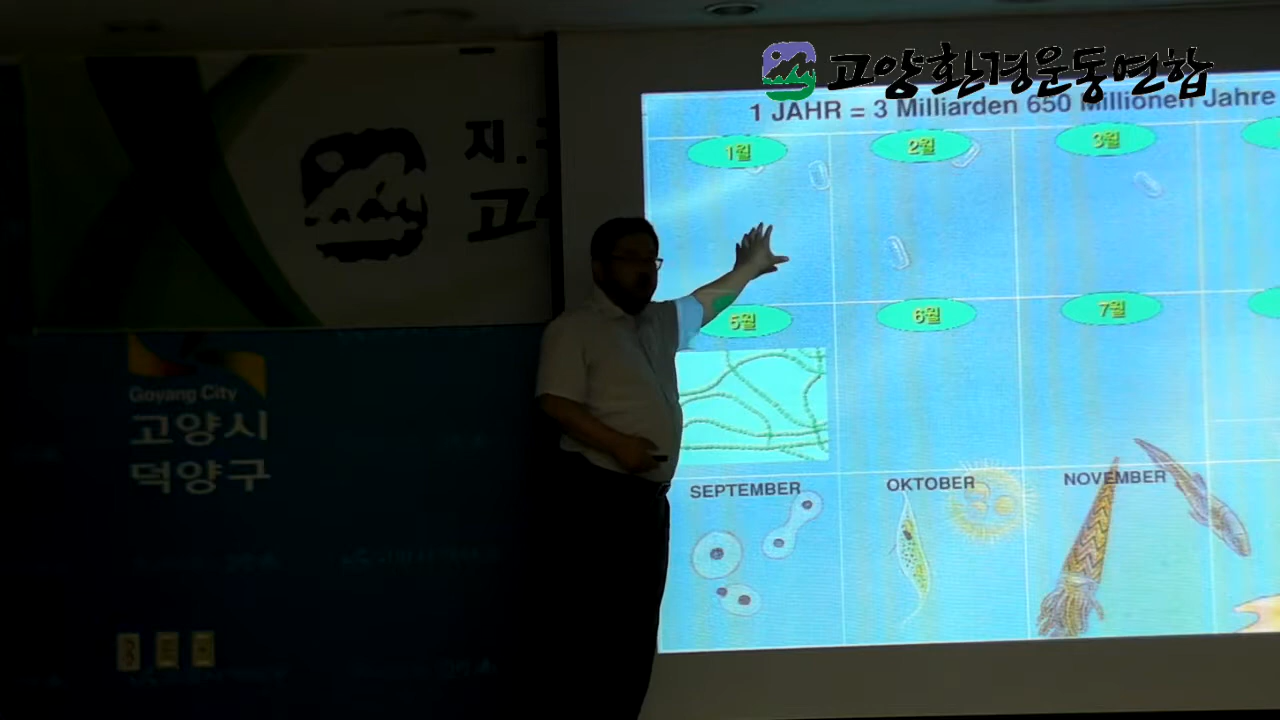 고양환경운동연합
1 JAHR = 3 Milliarden 650 Millionen Jahre
1월
2월
3월
지.
고
5월
6월
7월
Goyang City
고양시
덕양구
SEPTEMBER
OKTOBER
NOVEMBER